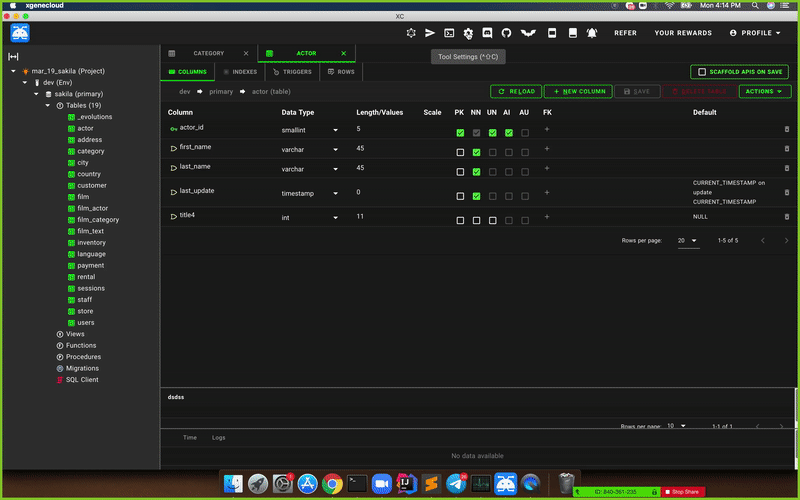 xgenecloud
Mon 4:14 PM
XC
REFER
YOUR REWARDS
PROFILE
Tool Settings (^⇧C)
CATEGORY
ACTOR
COLUMNS
INDEXES
TRIGGERS
ROWS
SCAFFOLD APIS ON SAVE
dev
primary
actor (table)
RELOAD
+ NEW COLUMN
SAVE
DELETE TABLE
ACTIONS
mar_19_sakila (Project)
dev (Env)
sakila (primary)
Tables (19)
_evolutions
actor
address
category
city
country
customer
film
film_actor
film_category
film_text
inventory
language
payment
rental
sessions
staff
store
users
Views
Functions
Procedures
Migrations
SQL Client
Column Data Type Length/Values Scale PK NN UN AI AU FK Default
actor_id smallint 5 +
first_name varchar 45 +
last_name varchar 45 +
last_update timestamp 0 + CURRENT_TIMESTAMP on
update
CURRENT_TIMESTAMP
title4 int 11 + NULL
Rows per page: 20 1-5 of 5
dsdss
Rows per page: 10 1-1 of 1
Time Logs
No data available
ID: 840-361-235
Stop Share